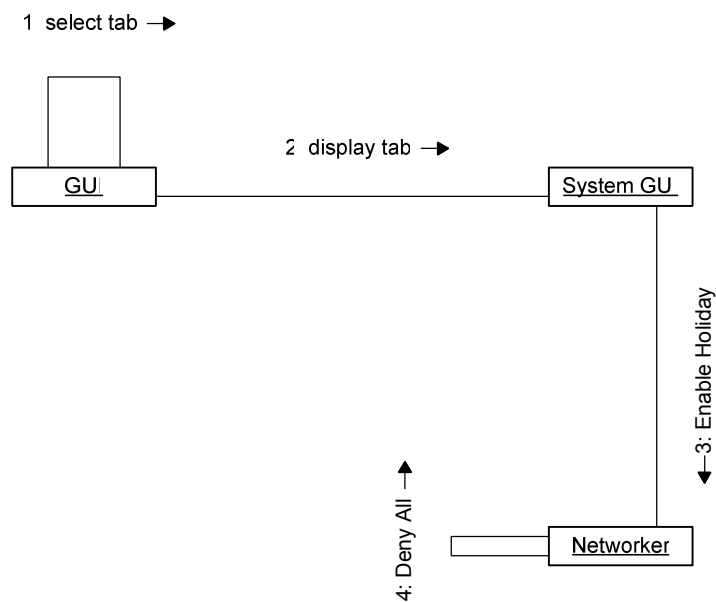 1 select tab
2 display tab
GUI
System GU
3: Enable Holiday
4: Deny All
Networker